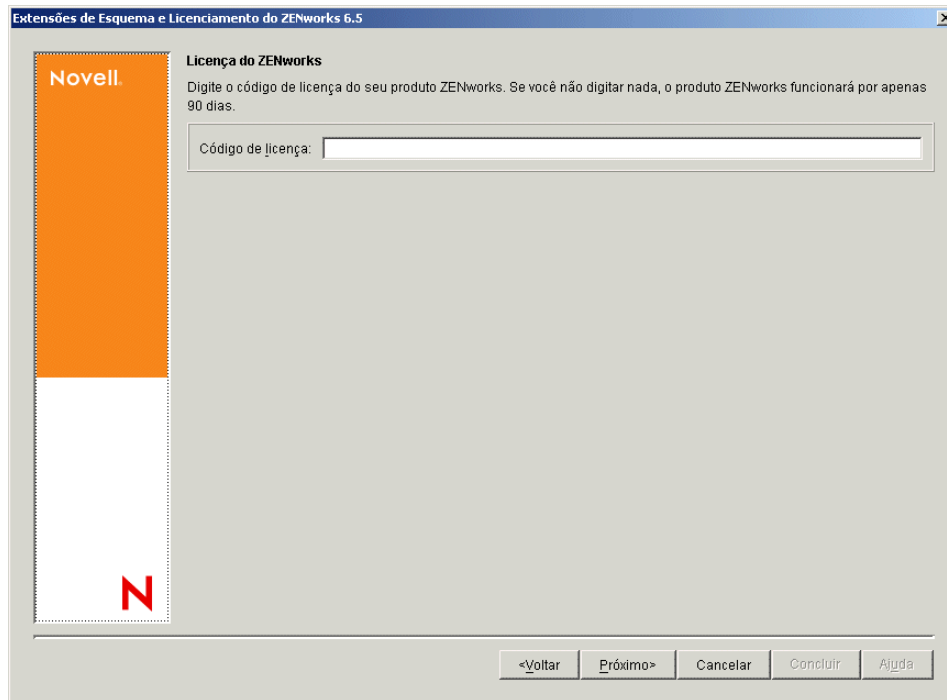 Extensões de Esquema e Licenciamento do ZENworks 6.5
Novell.
Licença do ZENworks
Digite o código de licença do seu produto ZENworks. Se você não digitar nada, o produto ZENworks funcionará por apenas
90 dias.
Código de licença:
N
<Voltar
Próximo>
Cancelar
Concluir
Ajuda